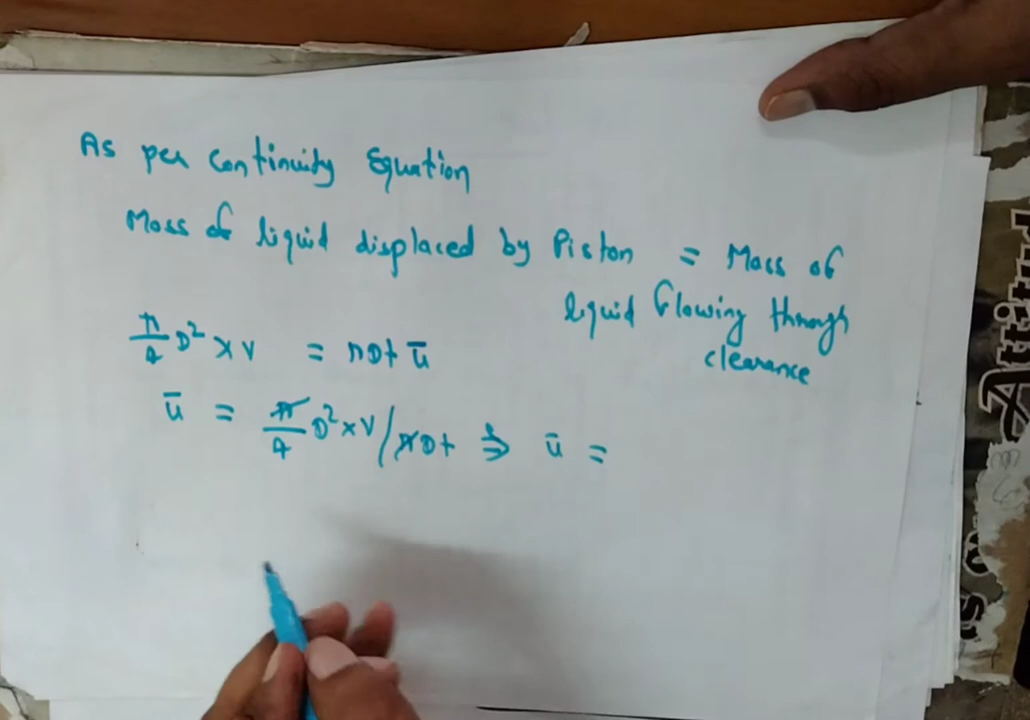 As per Continuity Equation
Mass of liquid displaced by Piston = Mass of
liquid flowing through
clearance
π/4 D² × V = πDt ū
ū = π/4 D² × V / πDt ⇒ ū =
Attitud